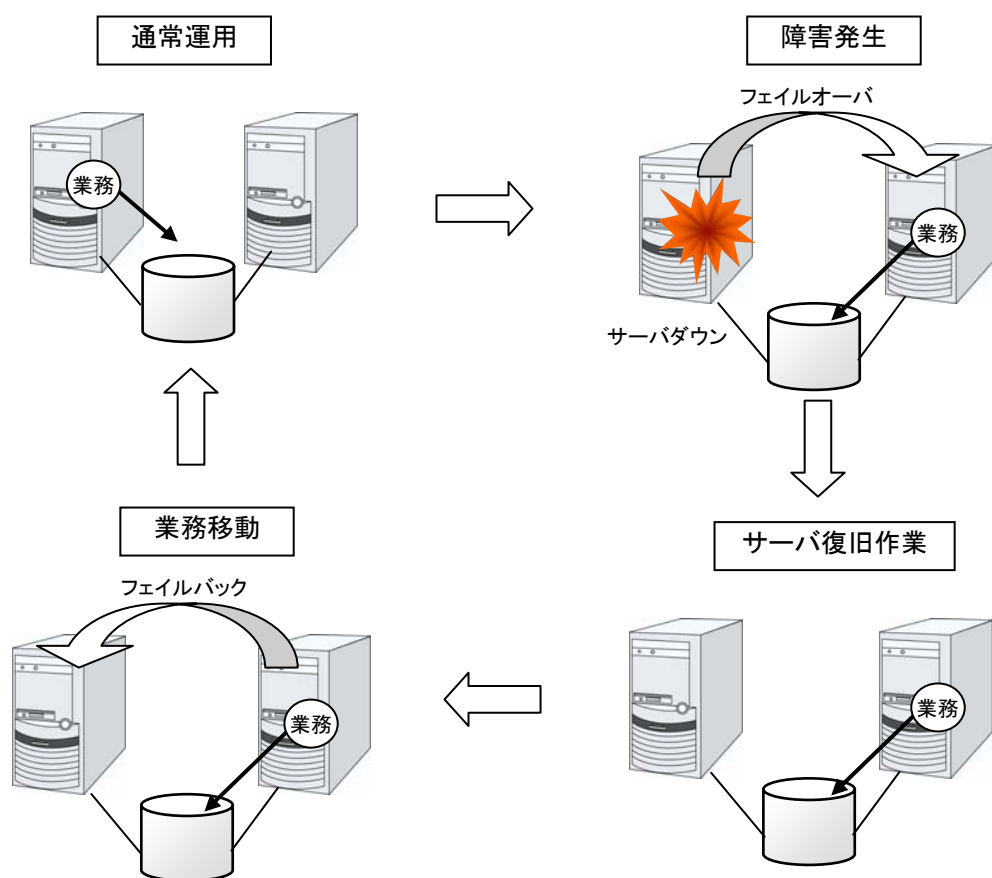 通常運用
障害発生
フェイルオーバ
業務
業務
サーバダウン
業務移動
サーバ復旧作業
フェイルバック
業務
業務